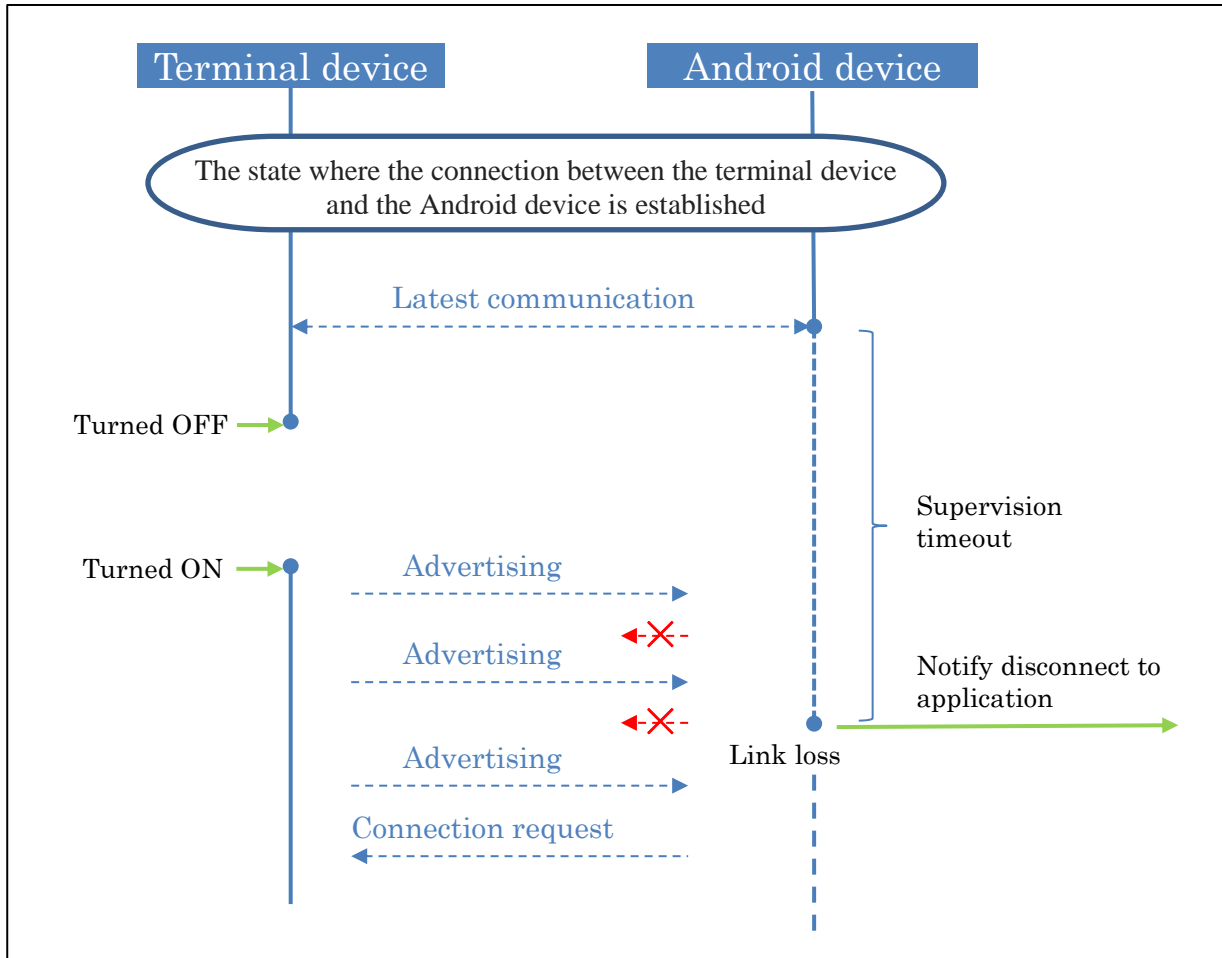 Terminal device
Android device
The state where the connection between the terminal device
and the Android device is established
Latest communication
Turned OFF
Supervision
timeout
Turned ON
Advertising
Advertising
Notify disconnect to
application
Link loss
Advertising
Connection request